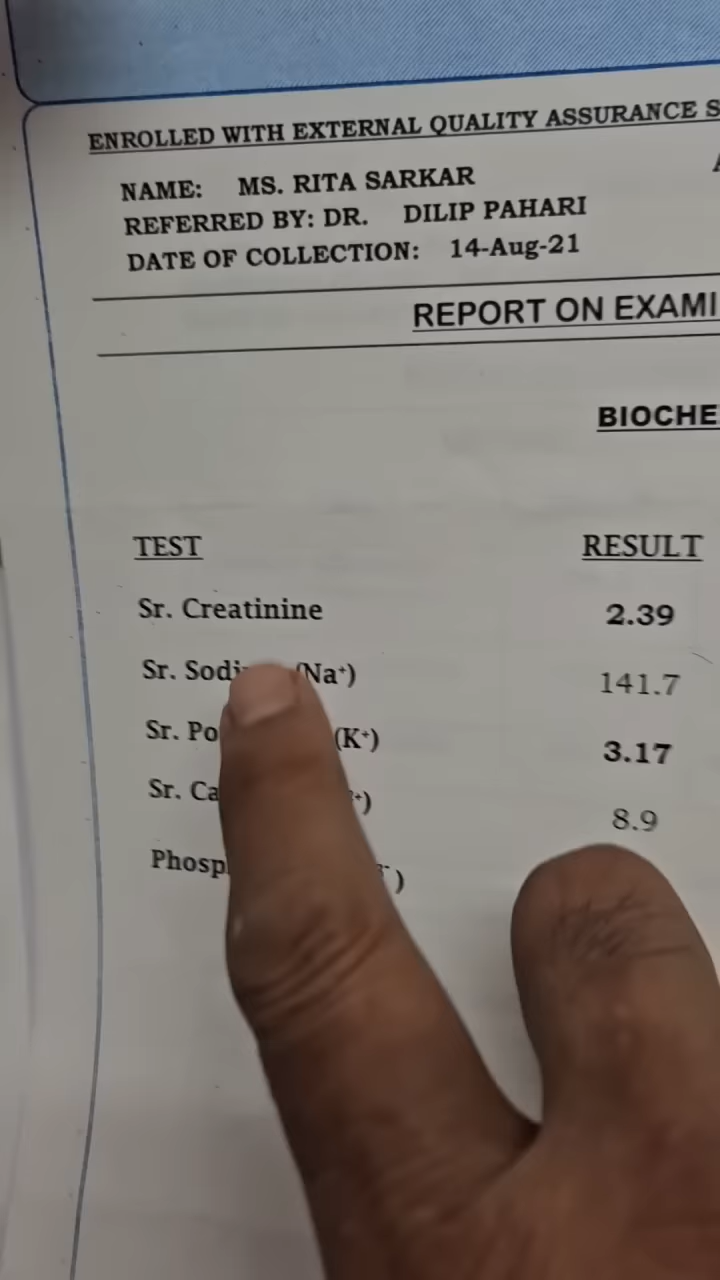 ENROLLED WITH EXTERNAL QUALITY ASSURANCE S
NAME: MS. RITA SARKAR
REFERRED BY: DR. DILIP PAHARI
DATE OF COLLECTION: 14-Aug-21
REPORT ON EXAMI
BIOCHE
TEST RESULT
Sr. Creatinine 2.39
Sr. Sodi (Na⁺) 141.7
Sr. Po (K⁺) 3.17
Sr. Ca ⁺) 8.9
Phosp )